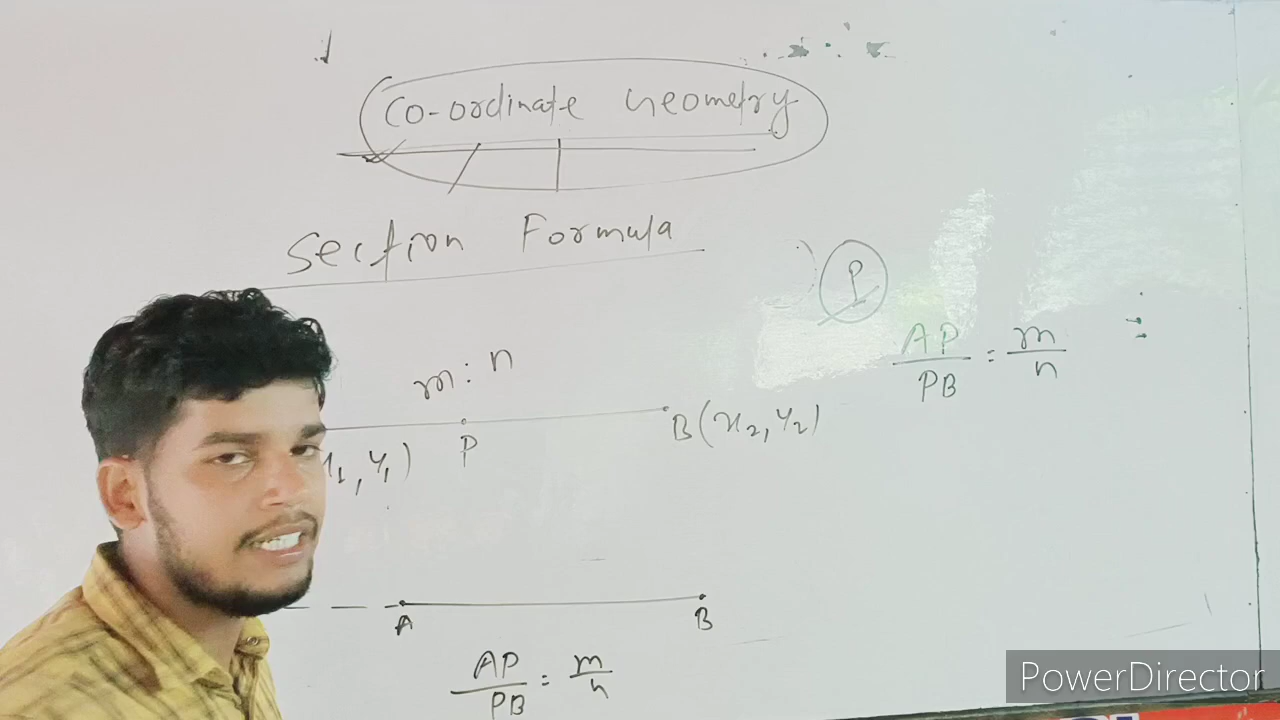 Co-ordinate Geometry
Section Formula
P
m : n
AP/PB = m/n
P
B(x₂, y₂)
, y₁)
A
B
AP/PB = m/n
PowerDirector